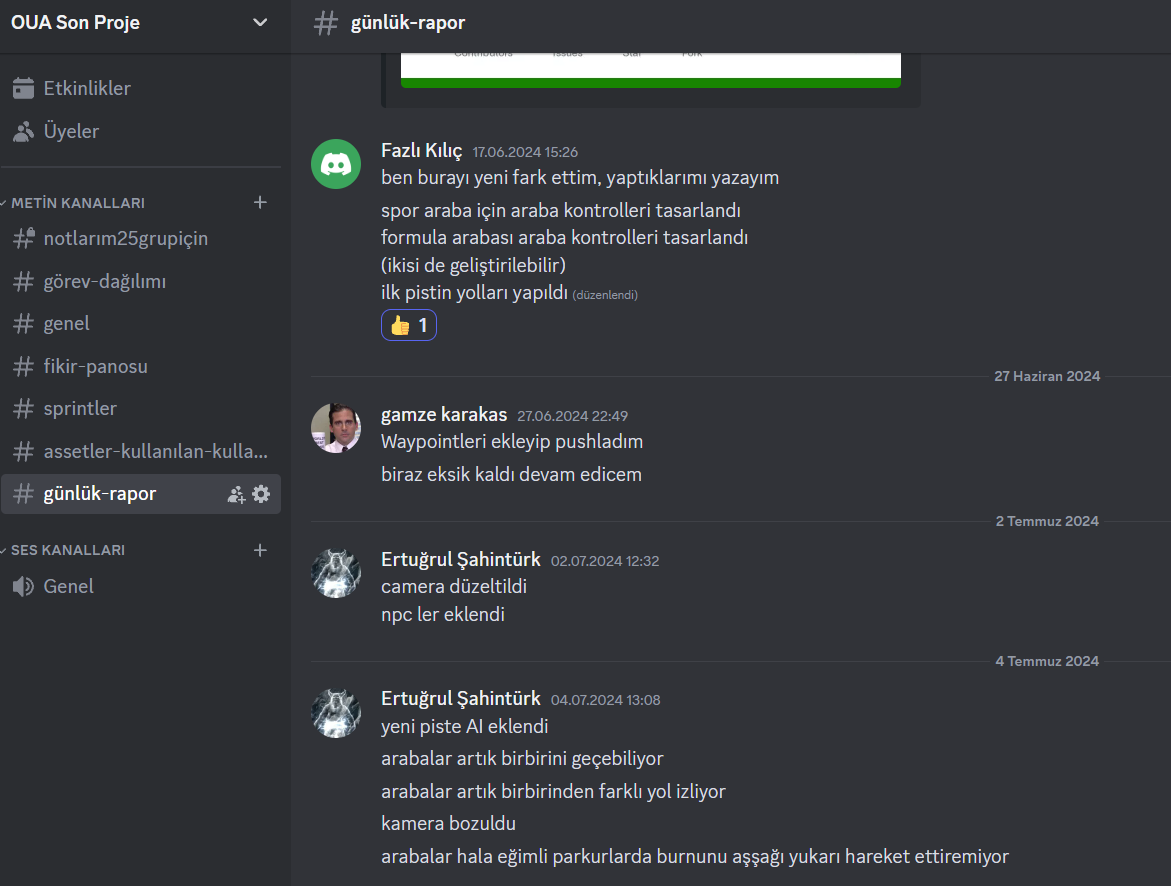 OUA Son Proje
Etkinlikler
Üyeler
METİN KANALLARI
notlarım25grupiçin
görev-dağılımı
genel
fikir-panosu
sprintler
assetler-kullanılan-kulla...
günlük-rapor
SES KANALLARI
Genel
günlük-rapor
Contributors Issues Star Fork
Fazlı Kılıç 17.06.2024 15:26
ben burayı yeni fark ettim, yaptıklarımı yazayım
spor araba için araba kontrolleri tasarlandı
formula arabası araba kontrolleri tasarlandı
(ikisi de geliştirilebilir)
ilk pistin yolları yapıldı (düzenlendi)
👍 1
27 Haziran 2024
gamze karakas 27.06.2024 22:49
Waypointleri ekleyip pushladım
biraz eksik kaldı devam edicem
2 Temmuz 2024
Ertuğrul Şahintürk 02.07.2024 12:32
camera düzeltildi
npc ler eklendi
4 Temmuz 2024
Ertuğrul Şahintürk 04.07.2024 13:08
yeni piste AI eklendi
arabalar artık birbirini geçebiliyor
arabalar artık birbirinden farklı yol izliyor
kamera bozuldu
arabalar hala eğimli parkurlarda burnunu aşşağı yukarı hareket ettiremiyor